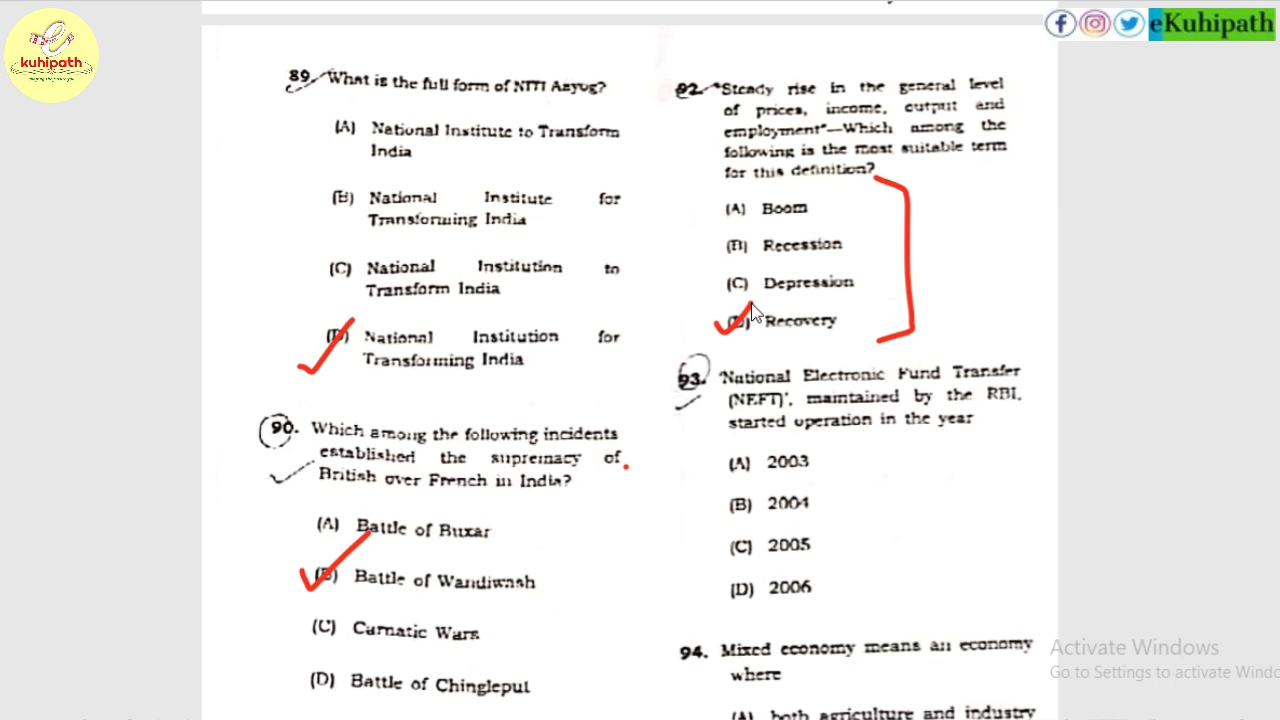 eKuhipath
kuhipath
89. What is the full form of NITI Aayog?
(A) National Institute to Transform
India
(B) National Institute for
Transforming India
(C) National Institution to
Transform India
(D) National Institution for
Transforming India
90. Which among the following incidents
established the supremacy of
British over French in India?
(A) Battle of Buxar
(B) Battle of Wandiwash
(C) Carnatic Wars
(D) Battle of Chingleput
92. "Steady rise in the general level
of prices, income, output and
employment"—Which among the
following is the most suitable term
for this definition?
(A) Boom
(B) Recession
(C) Depression
(D) Recovery
93. 'National Electronic Fund Transfer
(NEFT)', maintained by the RBI,
started operation in the year
(A) 2003
(B) 2004
(C) 2005
(D) 2006
94. Mixed economy means an economy
where
(A) both agriculture and industry
Activate Windows
Go to Settings to activate Windo